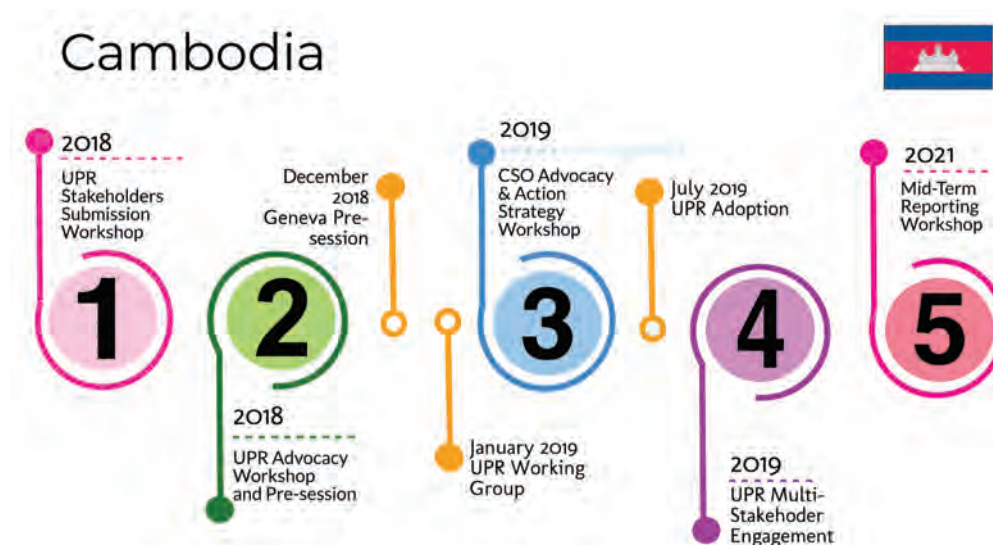 Cambodia
2018
UPR
Stakeholders
Submission
Workshop
1
2
2018
UPR Advocacy
Workshop
and Pre-session
December
2018
Geneva Pre-
session
January 2019
UPR Working
Group
2019
CSO Advocacy
& Action
Strategy
Workshop
3
July 2019
UPR Adoption
4
2019
UPR Multi-
Stakehoder
Engagement
2021
Mid-Term
Reporting
Workshop
5